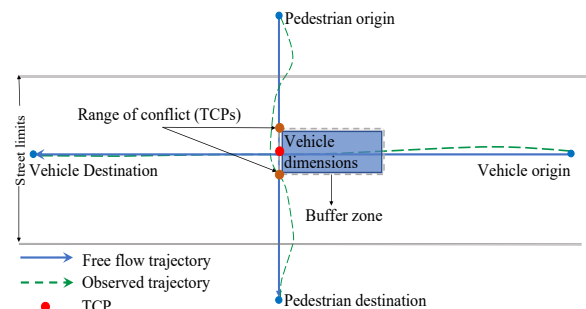 Pedestrian origin
Range of conflict (TCPs)
Street limits
Vehicle
dimensions
Vehicle Destination
Vehicle origin
Buffer zone
Free flow trajectory
Observed trajectory
Pedestrian destination
TCP